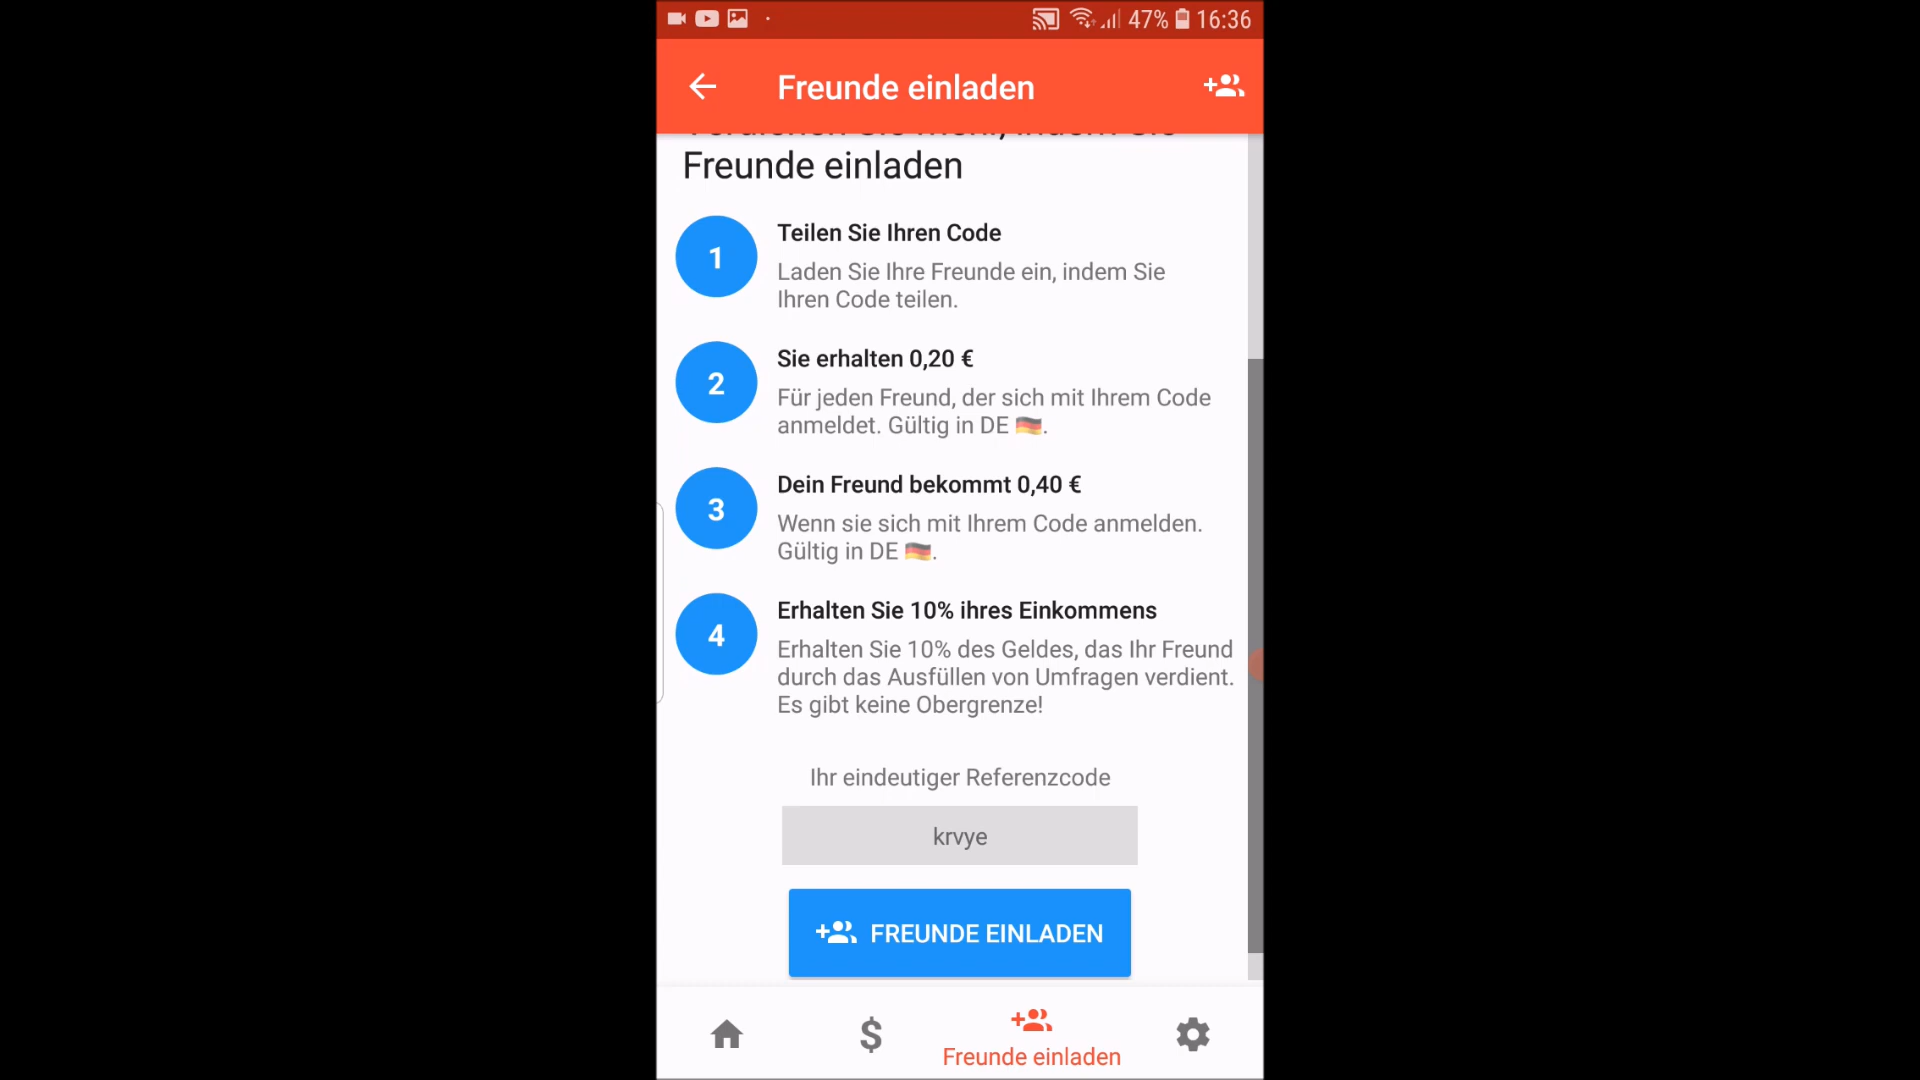 47% 16:36
Freunde einladen
Freunde einladen
1
Teilen Sie Ihren Code
Laden Sie Ihre Freunde ein, indem Sie
Ihren Code teilen.
2
Sie erhalten 0,20 €
Für jeden Freund, der sich mit Ihrem Code
anmeldet. Gültig in DE 🇩🇪.
3
Dein Freund bekommt 0,40 €
Wenn sie sich mit Ihrem Code anmelden.
Gültig in DE 🇩🇪.
4
Erhalten Sie 10% ihres Einkommens
Erhalten Sie 10% des Geldes, das Ihr Freund
durch das Ausfüllen von Umfragen verdient.
Es gibt keine Obergrenze!
Ihr eindeutiger Referenzcode
krvye
FREUNDE EINLADEN
Freunde einladen